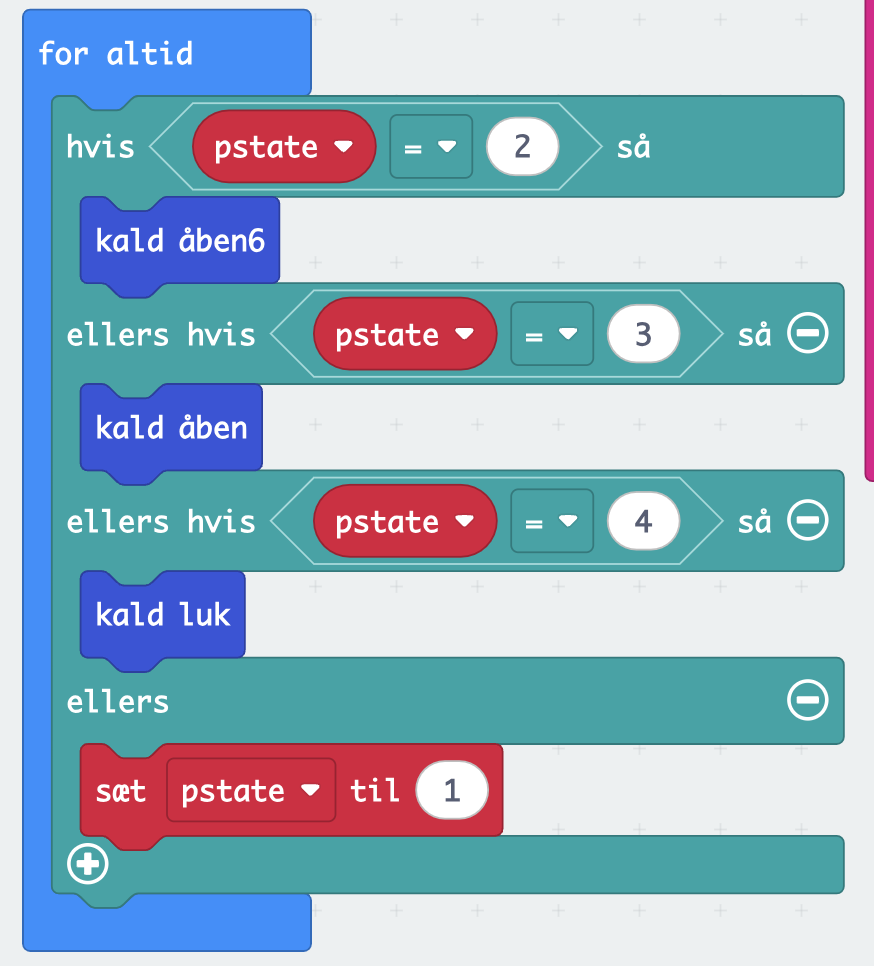 for altid
hvis pstate = 2 så
kald åben6
ellers hvis pstate = 3 så
kald åben
ellers hvis pstate = 4 så
kald luk
ellers
sæt pstate til 1